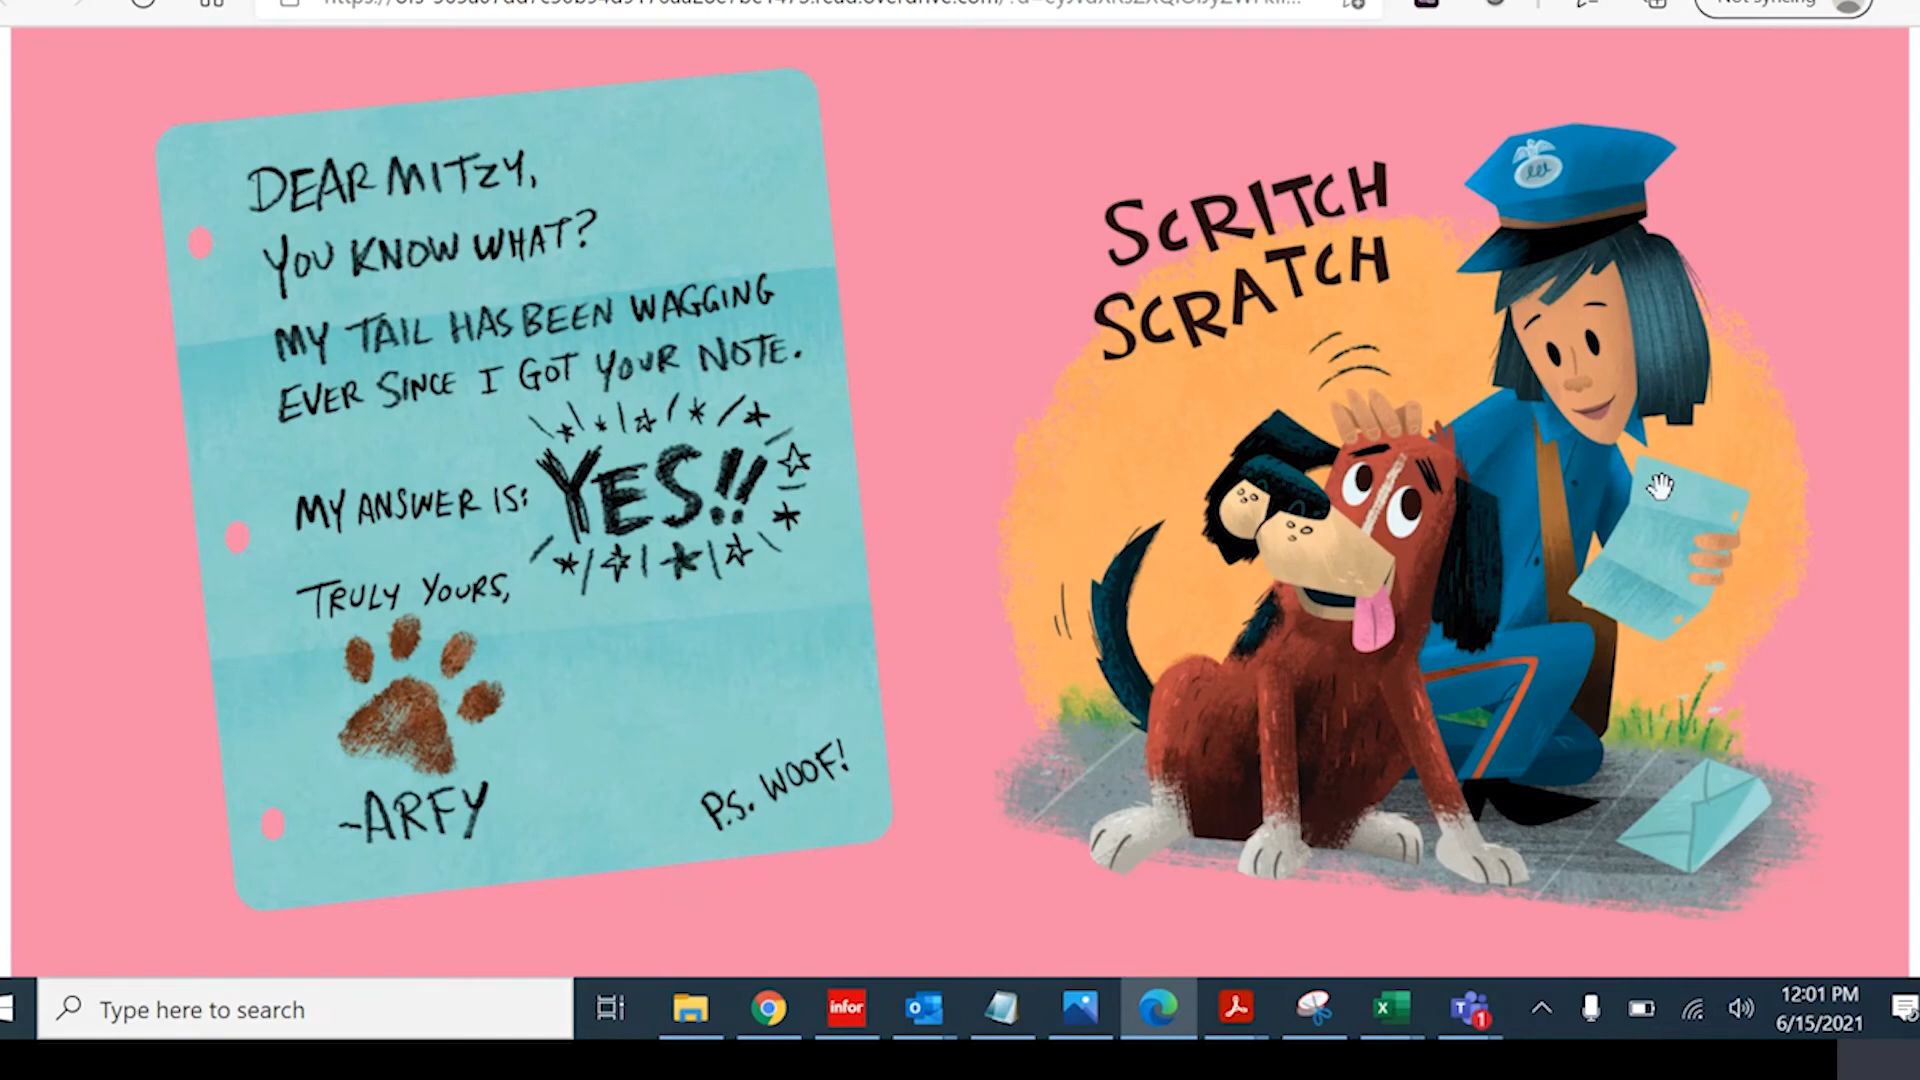 DEAR MITZY,
YOU KNOW WHAT?
MY TAIL HAS BEEN WAGGING
EVER SINCE I GOT YOUR NOTE.
MY ANSWER IS: YES!!
TRULY YOURS,
~ARFY
P.S. WOOF!
SCRITCH
SCRATCH
Type here to search
infor
12:01 PM
6/15/2021